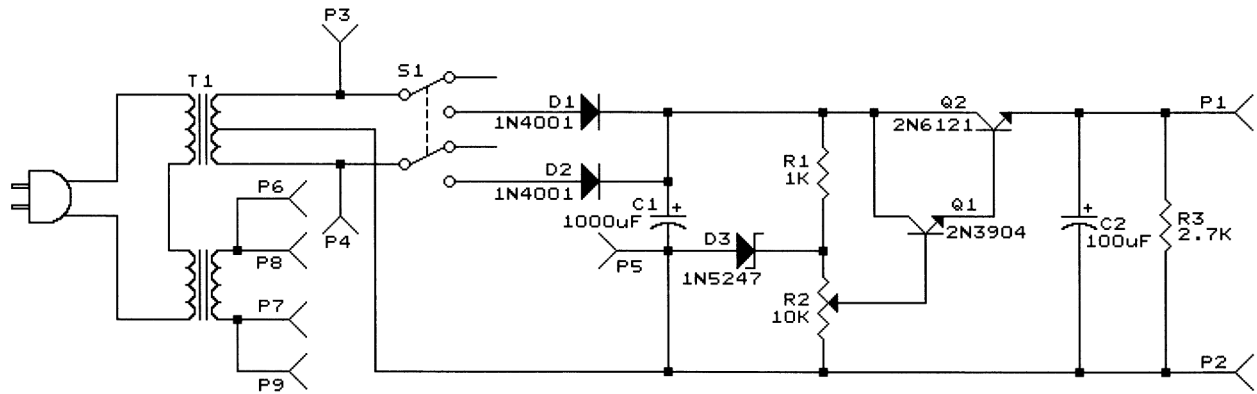 P3
T1
S1
D1
1N4001
Q2
2N6121
P1
D2
1N4001
R1
1K
P6
C1
+
1000uF
Q1
2N3904
+
C2
100uF
R3
2.7K
P4
P8
P5
D3
1N5247
P7
R2
10K
P9
P2